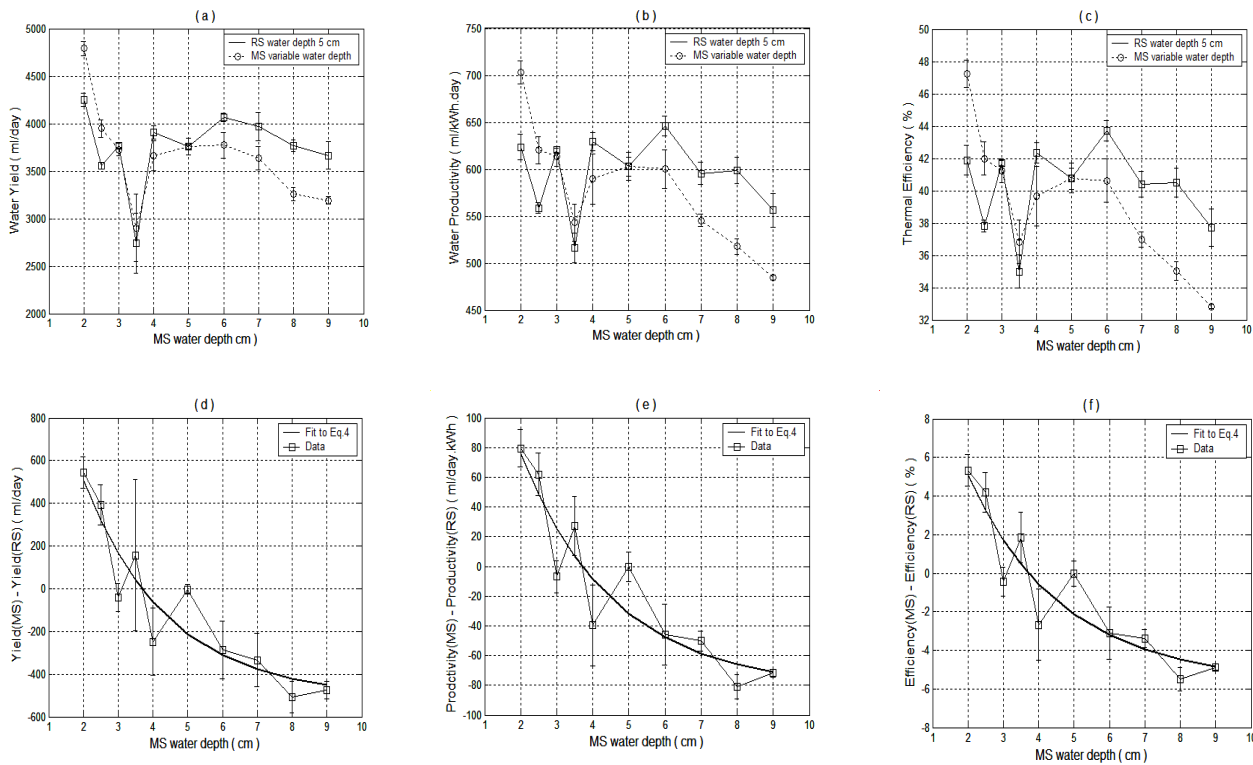 ( a )
Water Yield ( ml/day )
5000
4500
4000
3500
3000
2500
2000
RS water depth 5 cm
MS variable water depth
1 2 3 4 5 6 7 8 9 10
MS water depth cm )
( b )
Water Productivity ( ml/kWh.day )
750
700
650
600
550
500
450
RS water depth 5 cm
MS variable water depth
1 2 3 4 5 6 7 8 9 10
MS water depth cm )
( c )
Thermal Efficiency ( % )
50
48
46
44
42
40
38
36
34
32
RS water depth 5 cm
MS variable water depth
1 2 3 4 5 6 7 8 9 10
MS water depth cm )
( d )
Yield(MS) - Yield(RS) ( ml/day )
800
600
400
200
0
-200
-400
-600
Fit to Eq.4
Data
1 2 3 4 5 6 7 8 9 10
MS water depth ( cm )
( e )
Prodctivity(MS) - Productivity(RS) ( ml/day.kWh )
100
80
60
40
20
0
-20
-40
-60
-80
-100
Fit to Eq.4
Data
1 2 3 4 5 6 7 8 9 10
MS water depth ( cm )
( f )
Efficiency(MS) - Efficiency(RS) ( % )
8
6
4
2
0
-2
-4
-6
-8
Fit to Eq.4
Data
1 2 3 4 5 6 7 8 9 10
MS water depth ( cm )